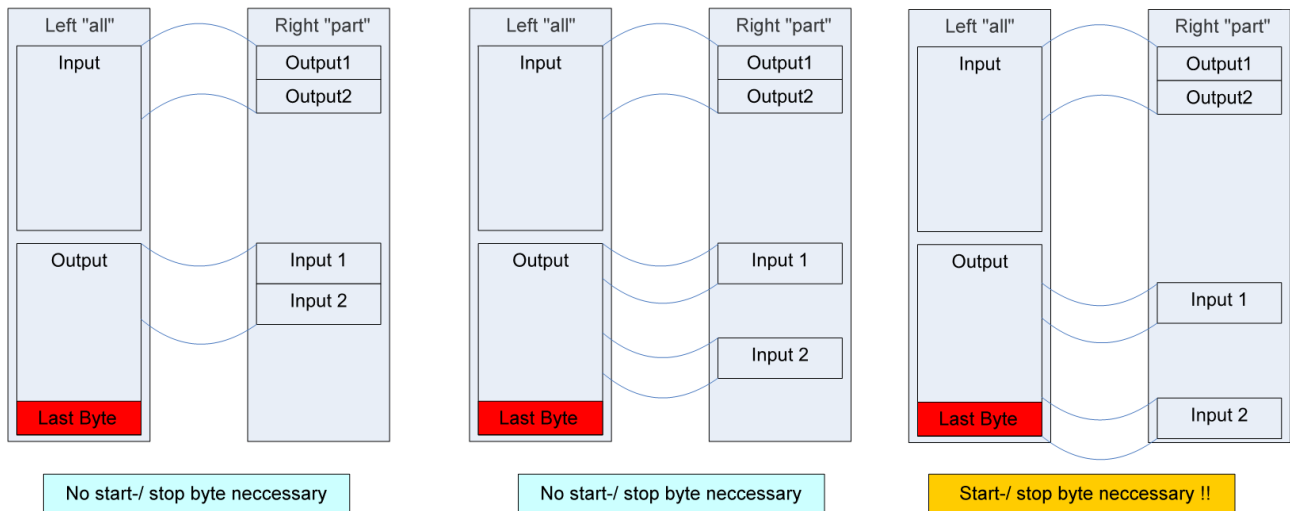 Left "all"
Right "part"
Input
Output1
Output2
Output
Input 1
Input 2
Last Byte
No start-/ stop byte neccessary
Left "all"
Right "part"
Input
Output1
Output2
Output
Input 1
Input 2
Last Byte
No start-/ stop byte neccessary
Left "all"
Right "part"
Input
Output1
Output2
Output
Input 1
Last Byte
Input 2
Start-/ stop byte neccessary !!